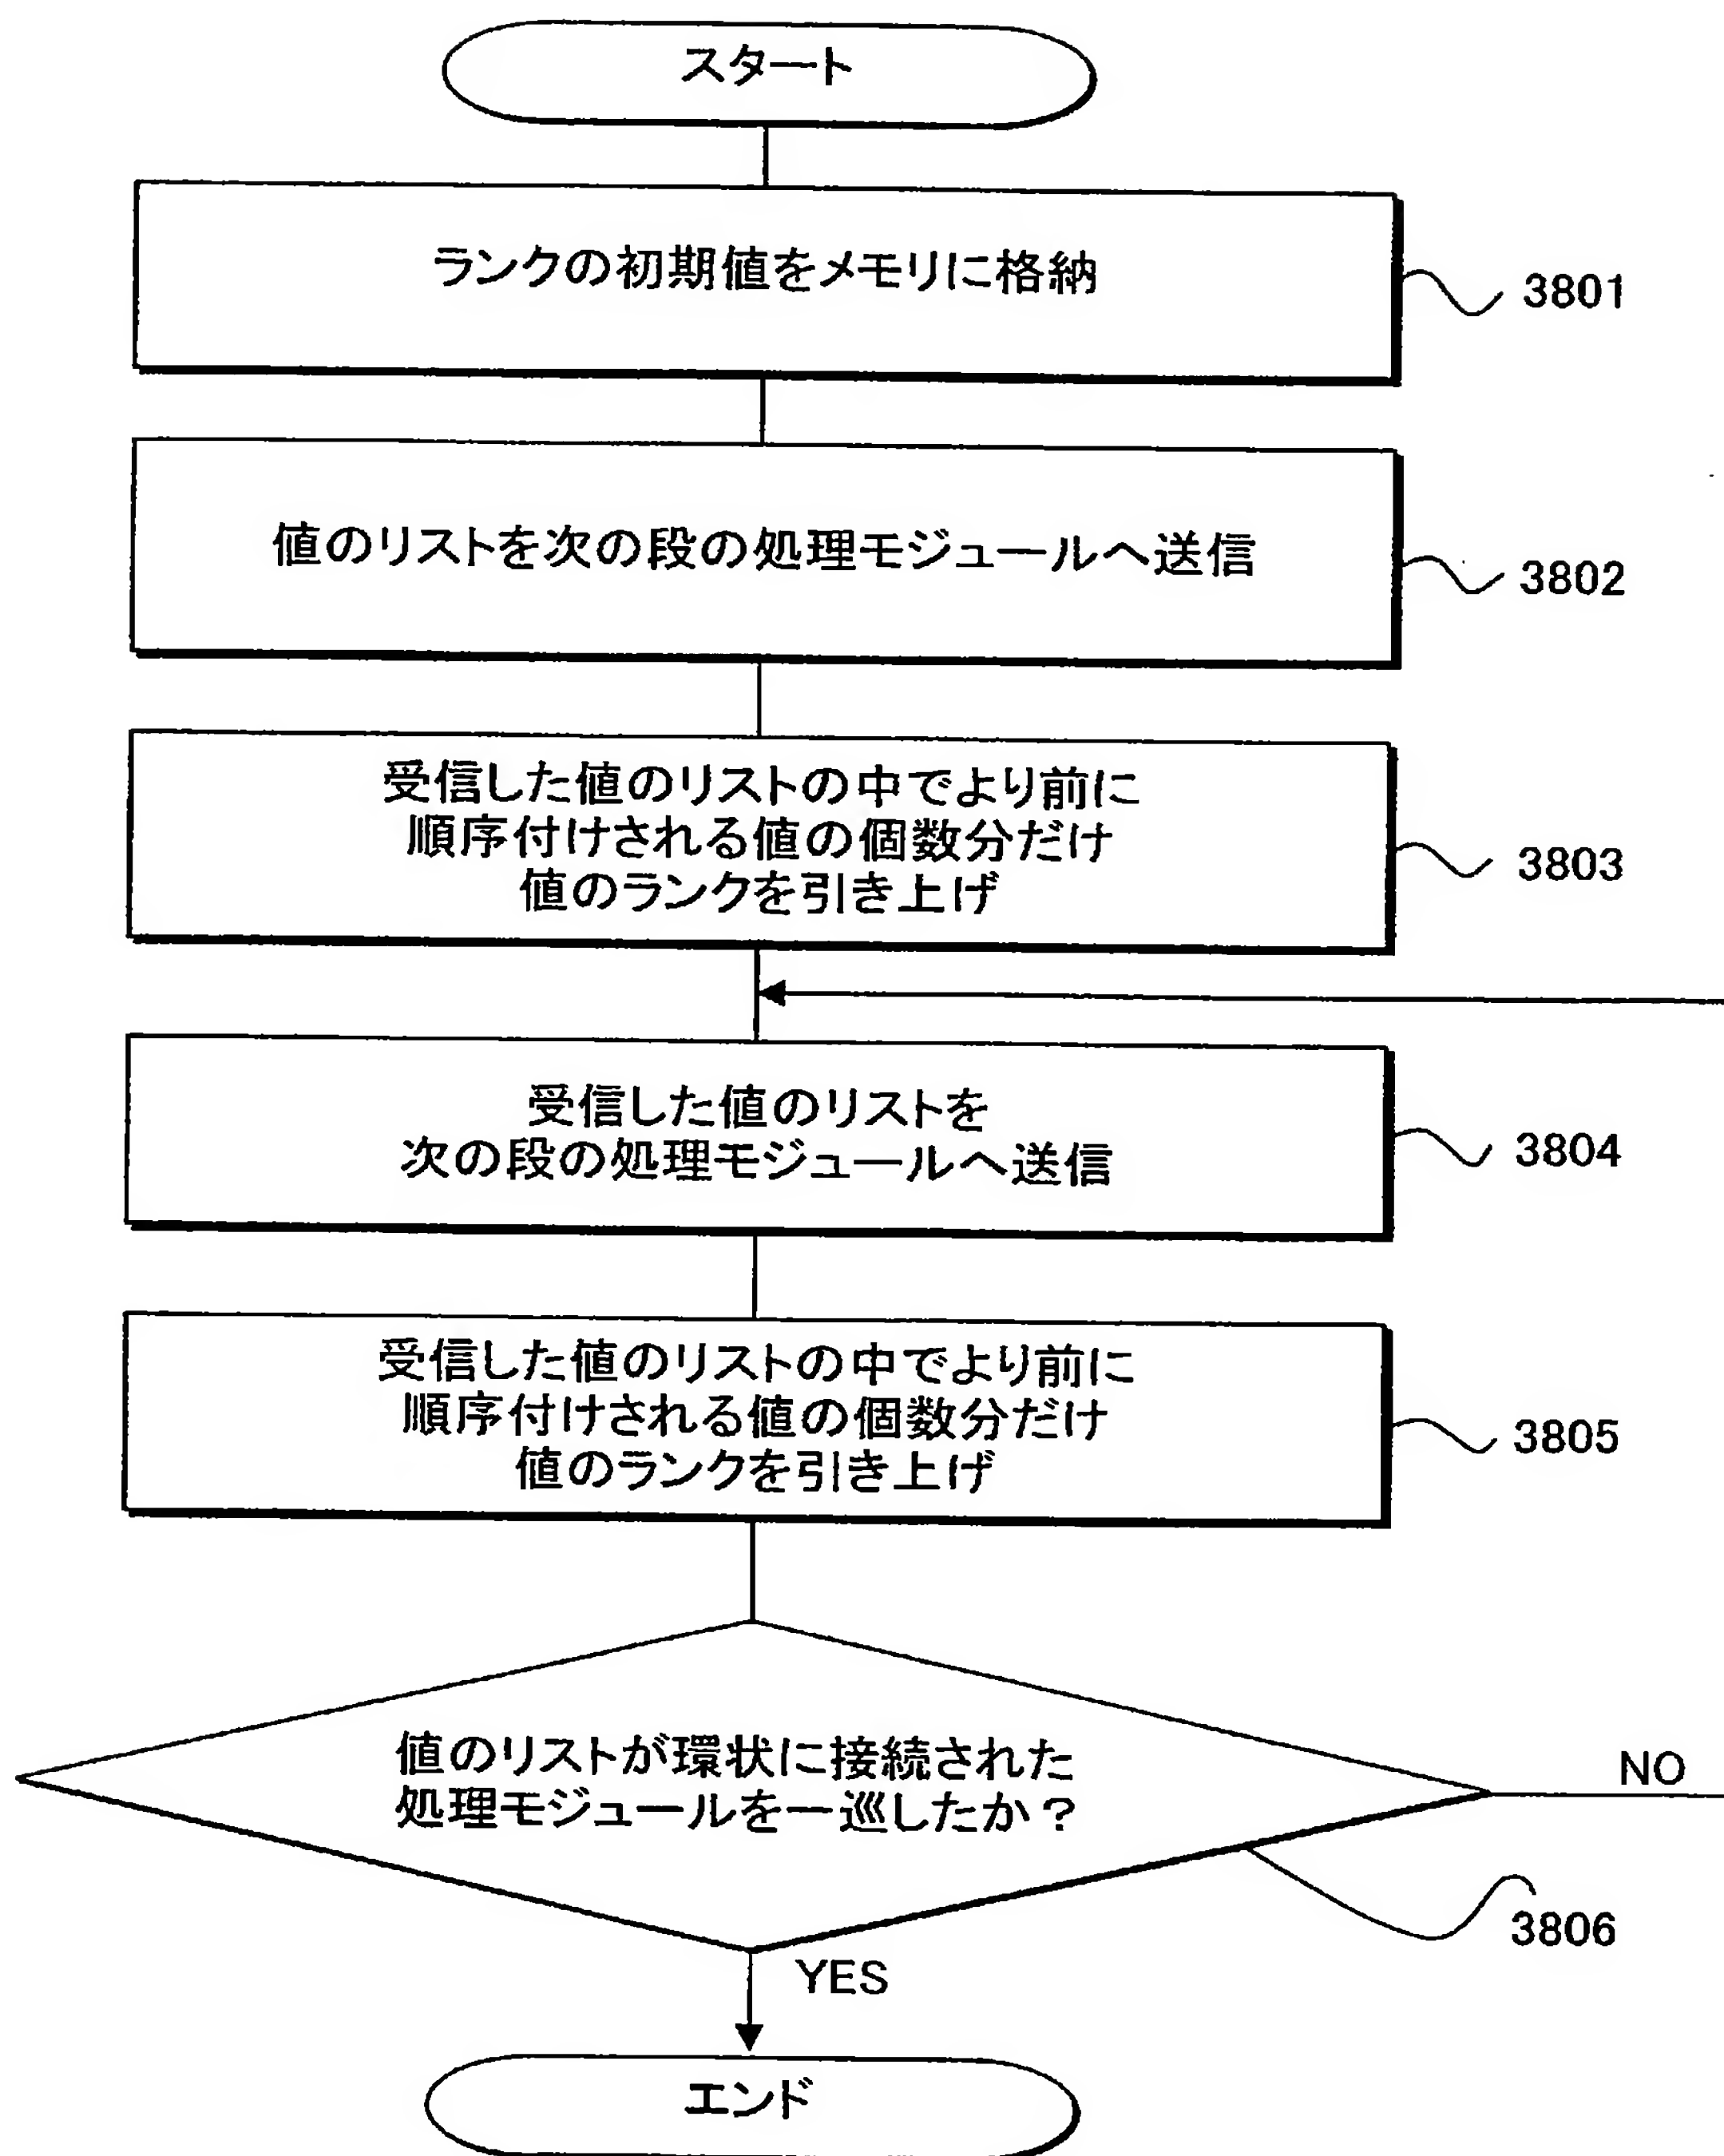 スタート
ランクの初期値をメモリに格納
3801
値のリストを次の段の処理モジュールへ送信
3802
受信した値のリストの中でより前に
順序付けされる値の個数分だけ
値のランクを引き上げ
3803
受信した値のリストを
次の段の処理モジュールへ送信
3804
受信した値のリストの中でより前に
順序付けされる値の個数分だけ
値のランクを引き上げ
3805
値のリストが環状に接続された
処理モジュールを一巡したか？
NO
3806
YES
エンド